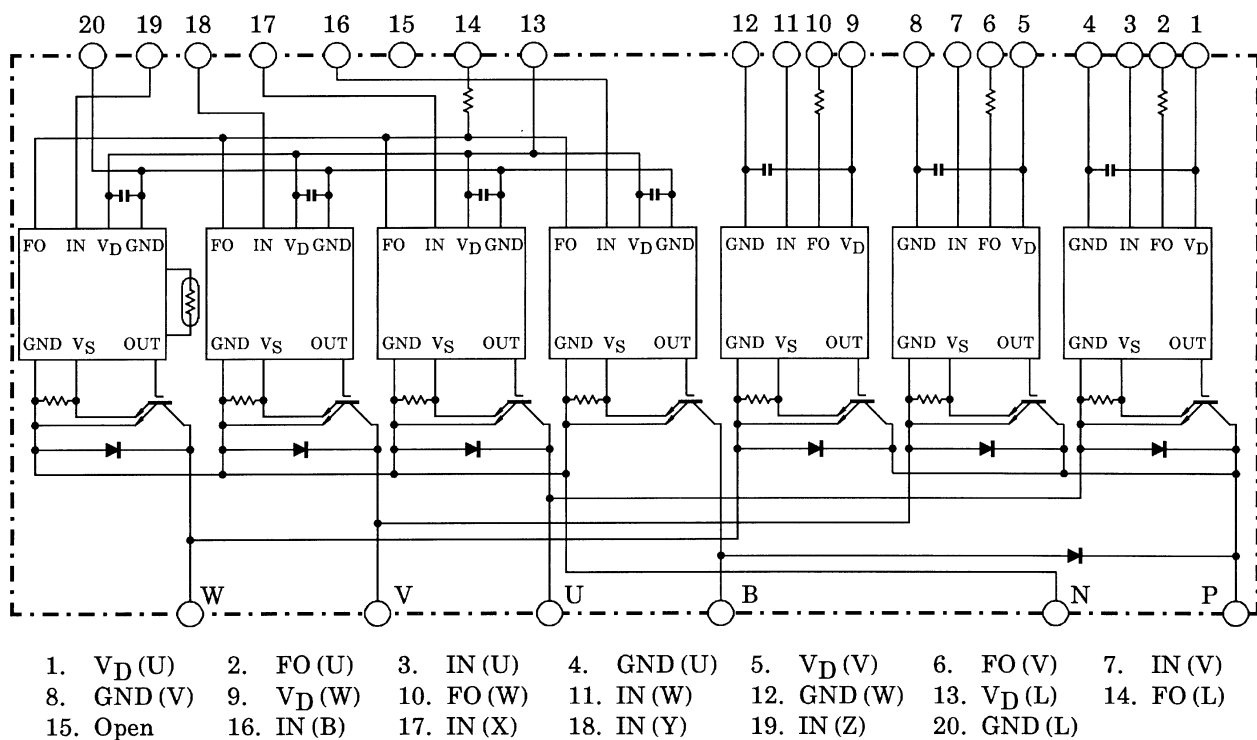 20 19 18 17 16 15 14 13 12 11 10 9 8 7 6 5 4 3 2 1
FO IN VD GND FO IN VD GND FO IN VD GND FO IN VD GND GND IN FO VD GND IN FO VD GND IN FO VD
GND VS OUT GND VS OUT GND VS OUT GND VS OUT GND VS OUT GND VS OUT GND VS OUT
W V U B N P
1. VD (U) 2. FO (U) 3. IN (U) 4. GND (U) 5. VD (V) 6. FO (V) 7. IN (V)
8. GND (V) 9. VD (W) 10. FO (W) 11. IN (W) 12. GND (W) 13. VD (L) 14. FO (L)
15. Open 16. IN (B) 17. IN (X) 18. IN (Y) 19. IN (Z) 20. GND (L)